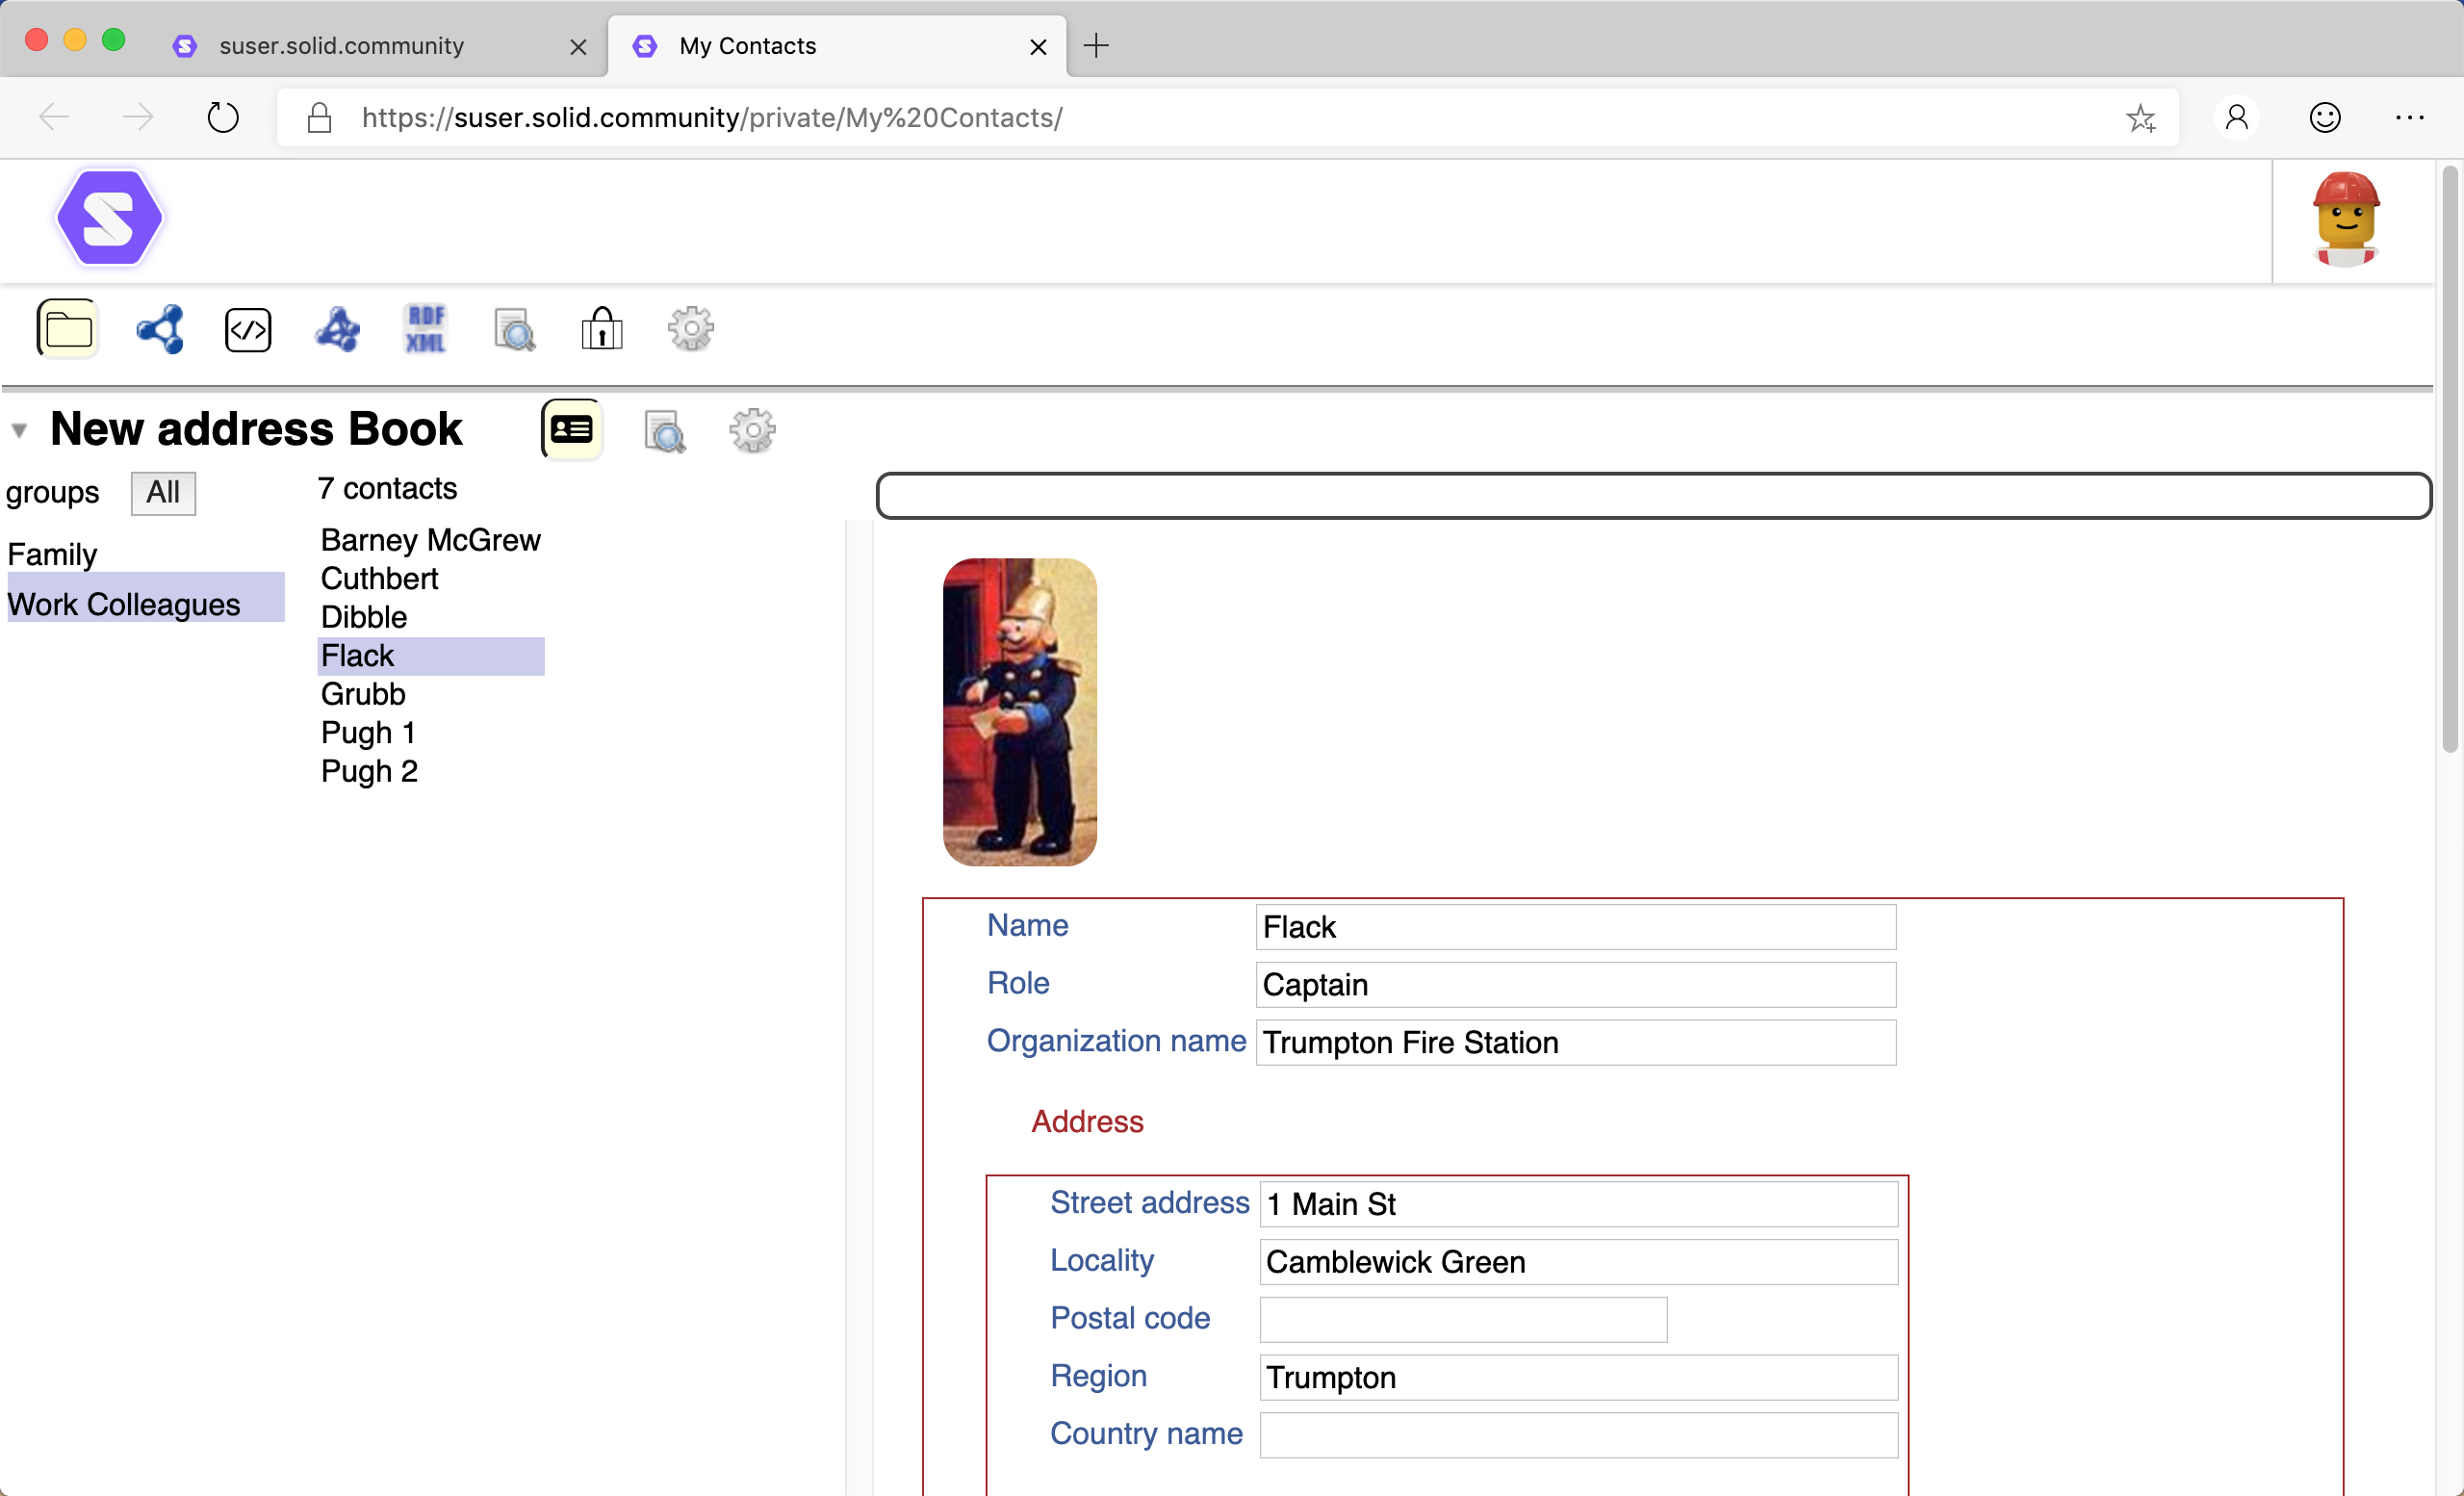 suser.solid.community
My Contacts
https://suser.solid.community/private/My%20Contacts/
RDF
XML
New address Book
groups All 7 contacts
Family
Work Colleagues
Barney McGrew
Cuthbert
Dibble
Flack
Grubb
Pugh 1
Pugh 2
Name Flack
Role Captain
Organization name Trumpton Fire Station
Address
Street address 1 Main St
Locality Camblewick Green
Postal code
Region Trumpton
Country name